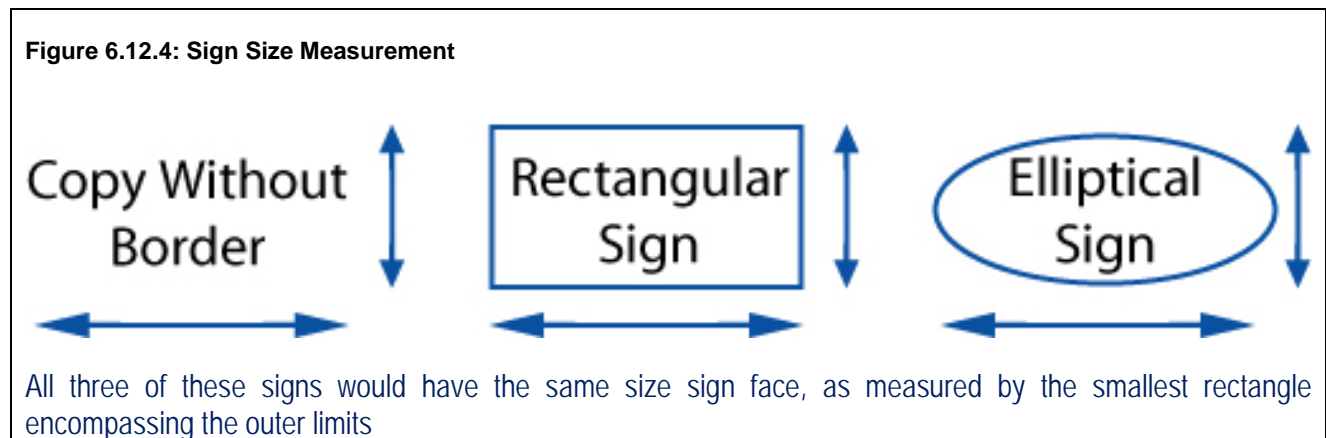 Figure 6.12.4: Sign Size Measurement
Copy Without
Border
Rectangular
Sign
Elliptical
Sign
All three of these signs would have the same size sign face, as measured by the smallest rectangle
encompassing the outer limits